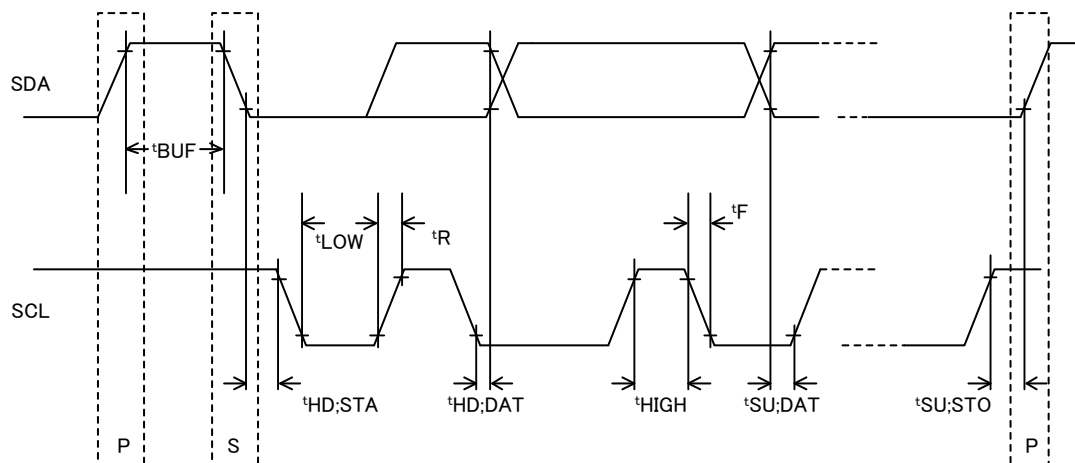 SDA
tBUF
tLOW
tR
tF
SCL
tHD;STA
tHD;DAT
tHIGH
tSU;DAT
tSU;STO
P
S
P